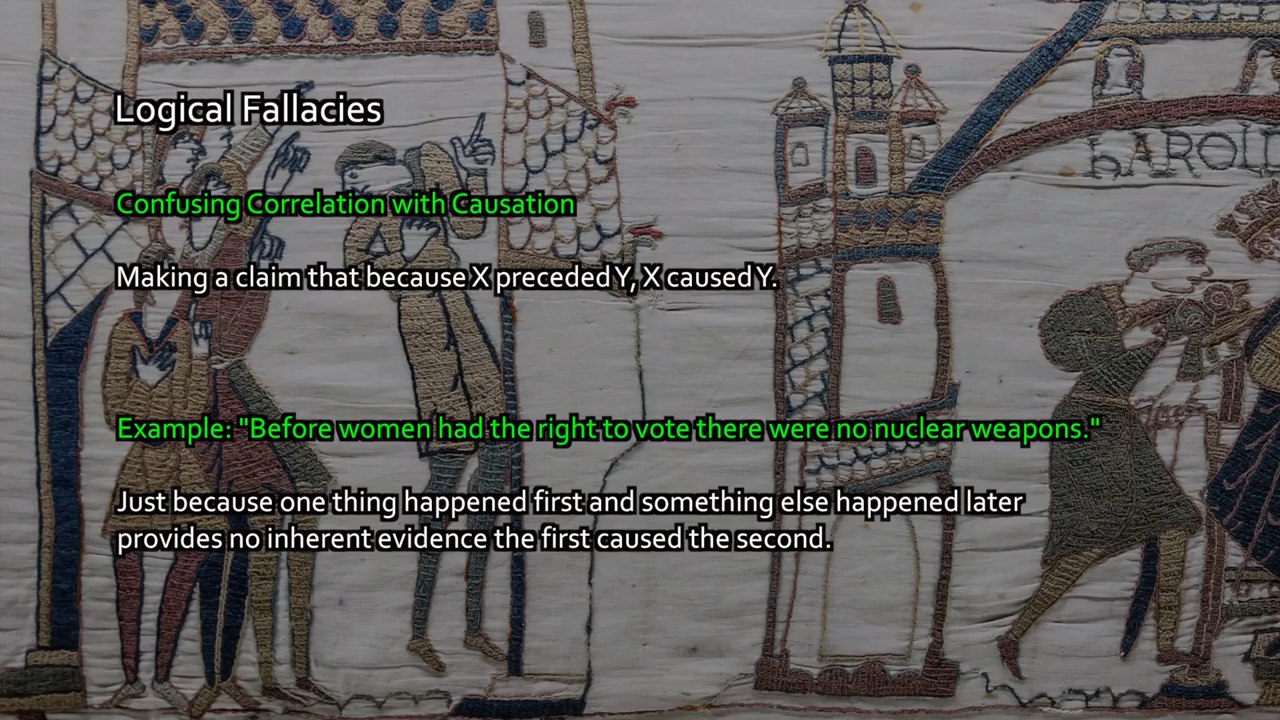 Logical Fallacies
Confusing Correlation with Causation
hAROL
Making a claim that because X preceded Y, X caused Y.
Example: "Before women had the right to vote there were no nuclear weapons."
Just because one thing happened first and something else happened later
provides no inherent evidence the first caused the second.